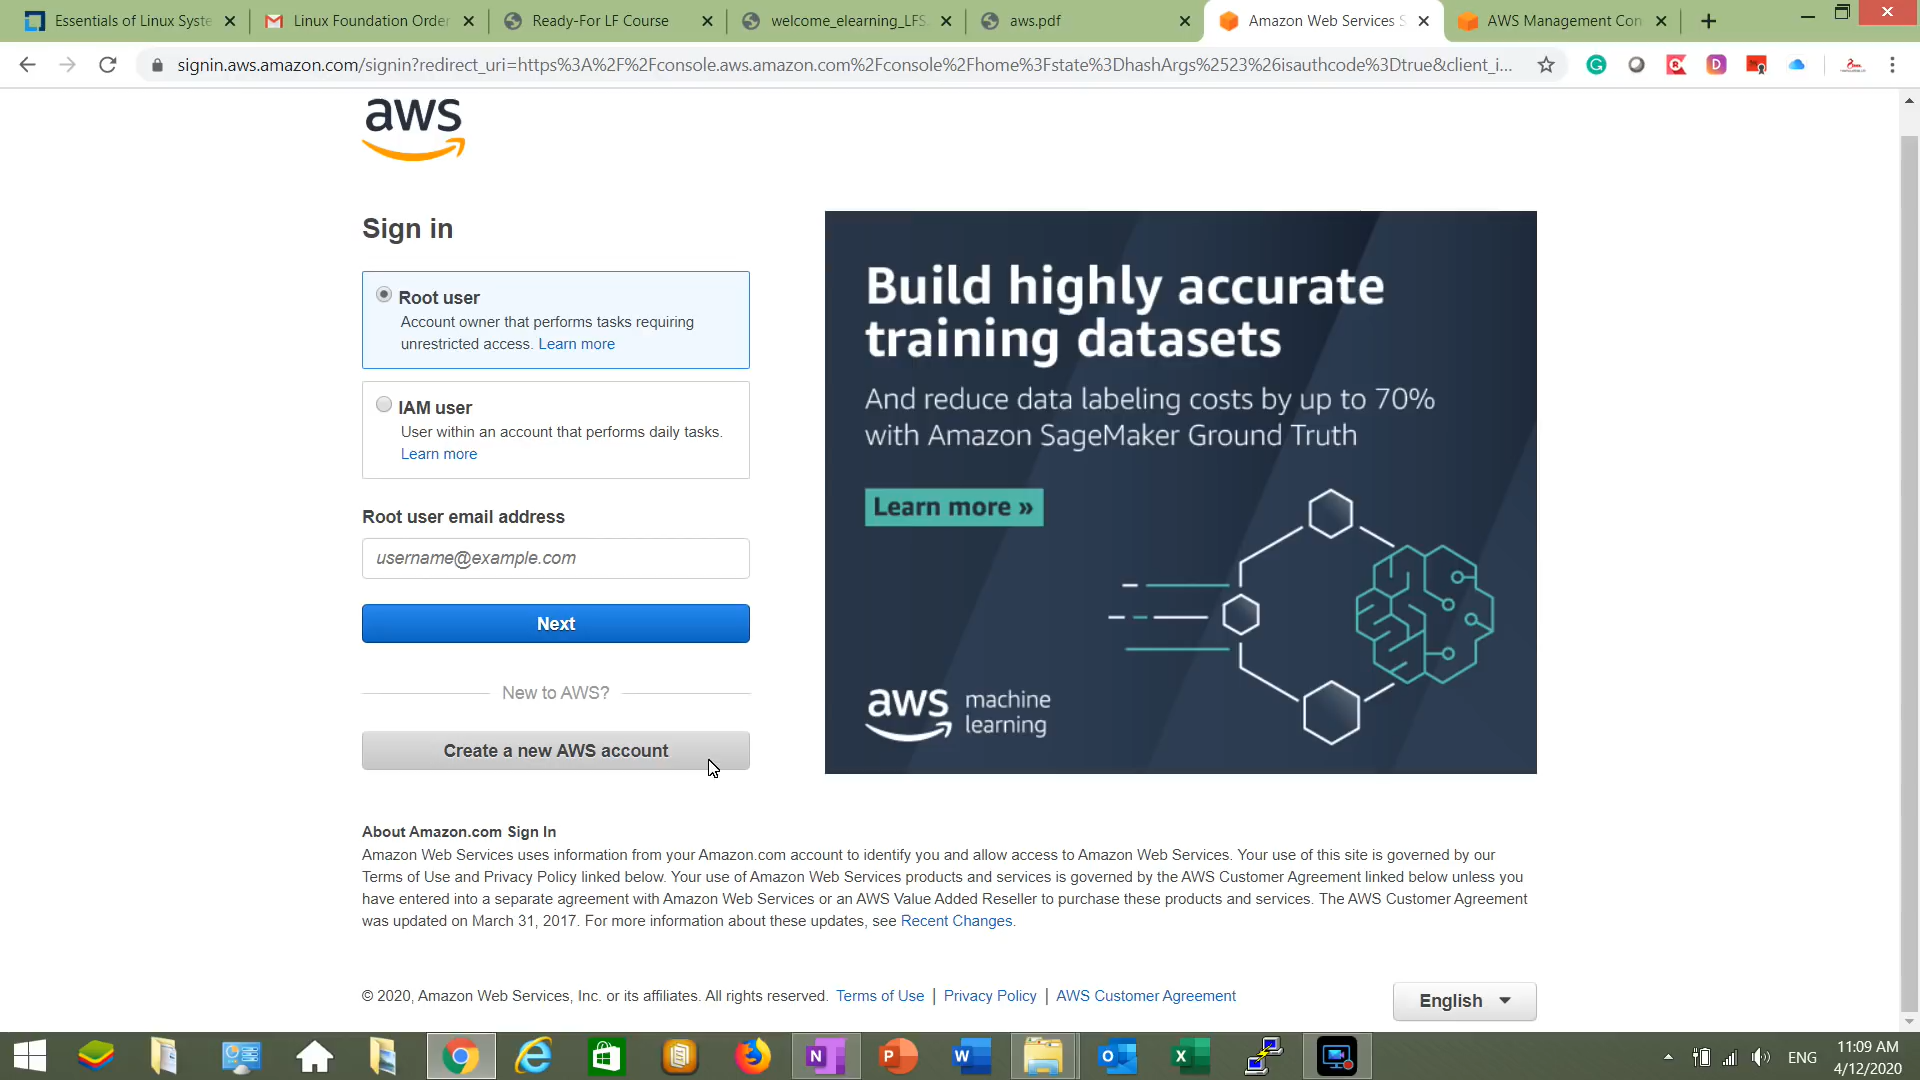 Essentials of Linux Syste
Linux Foundation Order
Ready-For LF Course
welcome_elearning_LFS
aws.pdf
Amazon Web Services S
AWS Management Con
signin.aws.amazon.com/signin?redirect_uri=https%3A%2F%2Fconsole.aws.amazon.com%2Fconsole%2Fhome%3Fstate%3DhashArgs%2523%26isauthcode%3Dtrue&client_i...
aws
Sign in
Root user
Account owner that performs tasks requiring
unrestricted access. Learn more
IAM user
User within an account that performs daily tasks.
Learn more
Root user email address
username@example.com
Next
New to AWS?
Create a new AWS account
Build highly accurate
training datasets
And reduce data labeling costs by up to 70%
with Amazon SageMaker Ground Truth
Learn more »
aws machine
learning
About Amazon.com Sign In
Amazon Web Services uses information from your Amazon.com account to identify you and allow access to Amazon Web Services. Your use of this site is governed by our
Terms of Use and Privacy Policy linked below. Your use of Amazon Web Services products and services is governed by the AWS Customer Agreement linked below unless you
have entered into a separate agreement with Amazon Web Services or an AWS Value Added Reseller to purchase these products and services. The AWS Customer Agreement
was updated on March 31, 2017. For more information about these updates, see Recent Changes.
© 2020, Amazon Web Services, Inc. or its affiliates. All rights reserved. Terms of Use | Privacy Policy | AWS Customer Agreement
English
ENG
11:09 AM
4/12/2020